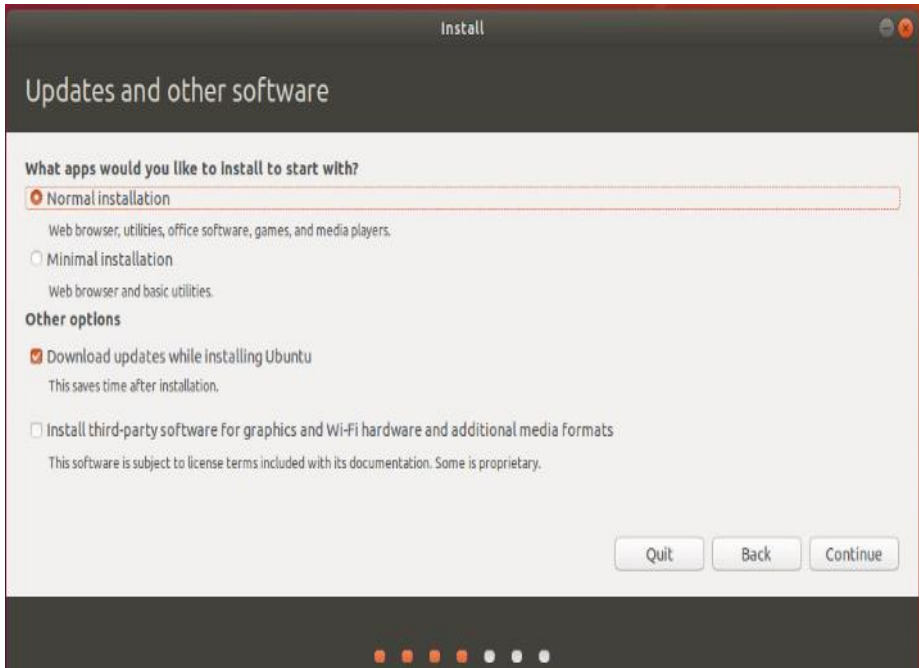 Install
Updates and other software
What apps would you like to install to start with?
Normal installation
Web browser, utilities, office software, games, and media players.
Minimal installation
Web browser and basic utilities.
Other options
Download updates while installing Ubuntu
This saves time after installation.
Install third-party software for graphics and Wi-Fi hardware and additional media formats
This software is subject to license terms included with its documentation. Some is proprietary.
Quit Back Continue